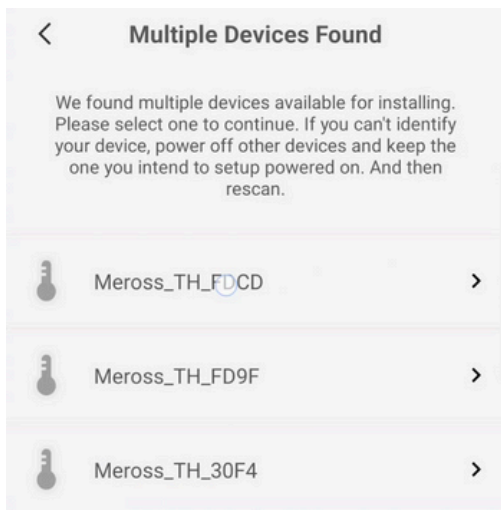 Multiple Devices Found
We found multiple devices available for installing.
Please select one to continue. If you can't identify
your device, power off other devices and keep the
one you intend to setup powered on. And then
rescan.
Meross_TH_FDCD
Meross_TH_FD9F
Meross_TH_30F4